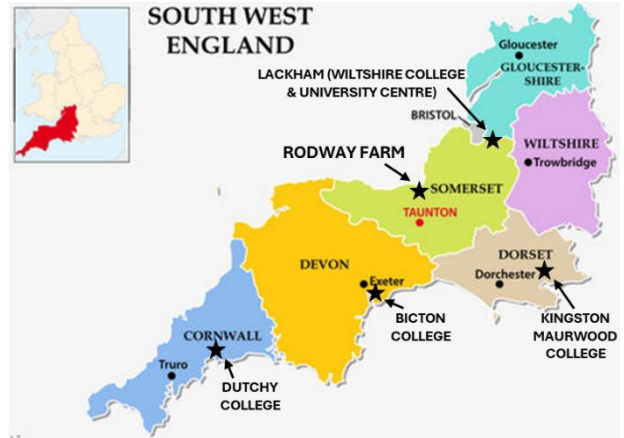 SOUTH WEST
ENGLAND
Gloucester
GLOUCESTER-
SHIRE
LACKHAM (WILTSHIRE COLLEGE
& UNIVERSITY CENTRE)
BRISTOL
WILTSHIRE
Trowbridge
RODWAY FARM
SOMERSET
TAUNTON
DEVON
Exeter
DORSET
Dorchester
BICTON
COLLEGE
KINGSTON
MAURWOOD
COLLEGE
CORNWALL
Truro
DUTCHY
COLLEGE